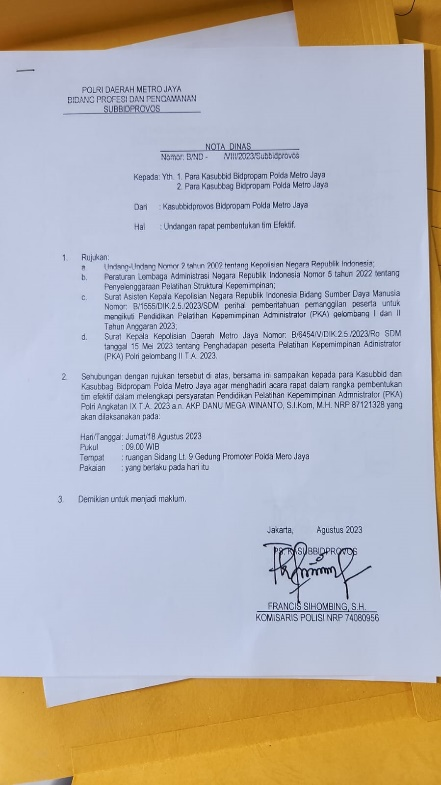 POLRI DAERAH METRO JAYA
BIDANG PROFESI DAN PENGAMANAN
SUBBIDPROVOS
NOTA DINAS
Nomor: B/ND - /VIII/2023/Subbidprovos
Kepada: Yth. 1. Para Kasubbid Bidpropam Polda Metro Jaya
2. Para Kasubbag Bidpropam Polda Metro Jaya
Dari : Kasubbidprovos Bidpropam Polda Metro Jaya
Hal : Undangan rapat pembentukan tim Efektif.
1. Rujukan:
a. Undang-Undang Nomor 2 tahun 2002 tentang Kepolisian Negara Republik Indonesia;
b. Peraturan Lembaga Administrasi Negara Republik Indonesia Nomor 5 tahun 2022 tentang
Penyelenggaraan Pelatihan Struktural Kepemimpinan;
c. Surat Asisten Kepala Kepolisian Negara Republik Indonesia Bidang Sumber Daya Manusia
Nomor: B/1555/DIK.2.5./2023/SDM perihal pemberitahuan pemanggilan peserta untuk
mengikuti Pendidikan Pelatihan Kepemimpinan Administrator (PKA) gelombang I dan II
Tahun Anggaran 2023;
d. Surat Kepala Kepolisian Daerah Metro Jaya Nomor: B/6454/V/DIK.2.5./2023/Ro SDM
tanggal 15 Mei 2023 tentang Penghadapan peserta Pelatihan Kepemimpinan Adinistrator
(PKA) Polri gelombang II T.A. 2023.
2. Sehubungan dengan rujukan tersebut di atas, bersama ini sampaikan kepada para Kasubbid dan
Kasubbag Bidpropam Polda Metro Jaya agar menghadiri acara rapat dalam rangka pembentukan
tim efektif dalam melengkapi persyaratan Pendidikan Pelatihan Kepemimpinan Admnistrator (PKA)
Polri Angkatan IX T.A. 2023 a.n. AKP DANU MEGA WINANTO, S.I.Kom, M.H. NRP 87121328 yang
akan dilaksanakan pada:
Hari/Tanggal: Jumat/18 Agustus 2023
Pukul : 09.00 WIB
Tempat : ruangan Sidang Lt. 9 Gedung Promoter Polda Mero Jaya
Pakaian : yang berlaku pada hari itu
3. Demikian untuk menjadi maklum.
Jakarta, Agustus 2023
KASUBBIDPROVOS
FRANCIS SIHOMBING, S.H.
KOMISARIS POLISI NRP 74080956